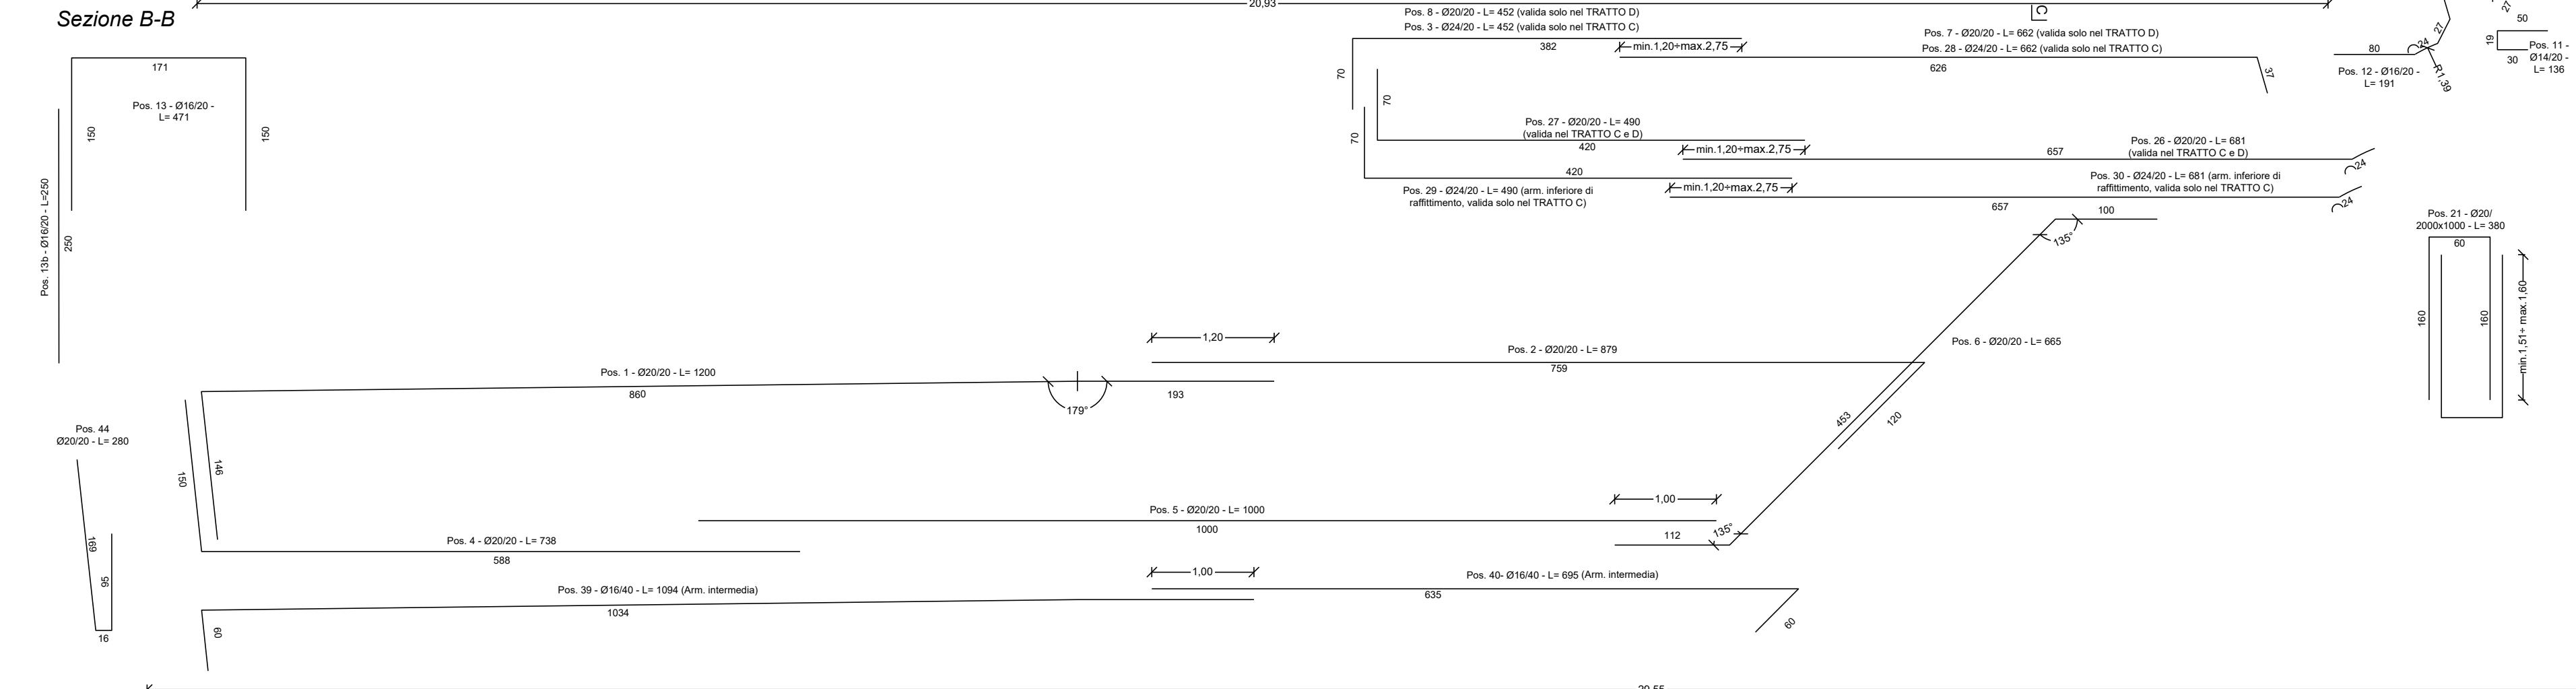 Sezione B-B
20,93
Pos. 8 - Ø20/20 - L= 452 (valida solo nel TRATTO D)
Pos. 3 - Ø24/20 - L= 452 (valida solo nel TRATTO C)
382
min.1,20÷max.2,75
70
C
Pos. 7 - Ø20/20 - L= 662 (valida solo nel TRATTO D)
Pos. 28 - Ø24/20 - L= 662 (valida solo nel TRATTO C)
626
37
27
80
24
R1,39
Pos. 12 - Ø16/20 -
L= 191
27
50
19
30
Pos. 11 -
Ø14/20 -
L= 136
171
Pos. 13 - Ø16/20 -
L= 471
150
150
Pos. 13b - Ø16/20 - L=250
250
70
70
Pos. 27 - Ø20/20 - L= 490
(valida nel TRATTO C e D)
420
min.1,20÷max.2,75
Pos. 26 - Ø20/20 - L= 681
(valida nel TRATTO C e D)
657
24
420
Pos. 29 - Ø24/20 - L= 490 (arm. inferiore di
raffittimento, valida solo nel TRATTO C)
min.1,20÷max.2,75
Pos. 30 - Ø24/20 - L= 681 (arm. inferiore di
raffittimento, valida solo nel TRATTO C)
657
24
100
135°
Pos. 21 - Ø20/
2000x1000 - L= 380
60
160
160
min.1,51÷ max.1,60
1,20
Pos. 2 - Ø20/20 - L= 879
759
Pos. 6 - Ø20/20 - L= 665
453
120
Pos. 1 - Ø20/20 - L= 1200
860
179°
193
Pos. 44
Ø20/20 - L= 280
169
95
16
150
146
Pos. 5 - Ø20/20 - L= 1000
1000
1,00
112
135°
Pos. 4 - Ø20/20 - L= 738
588
Pos. 39 - Ø16/40 - L= 1094 (Arm. intermedia)
1034
60
1,00
Pos. 40- Ø16/40 - L= 695 (Arm. intermedia)
635
60